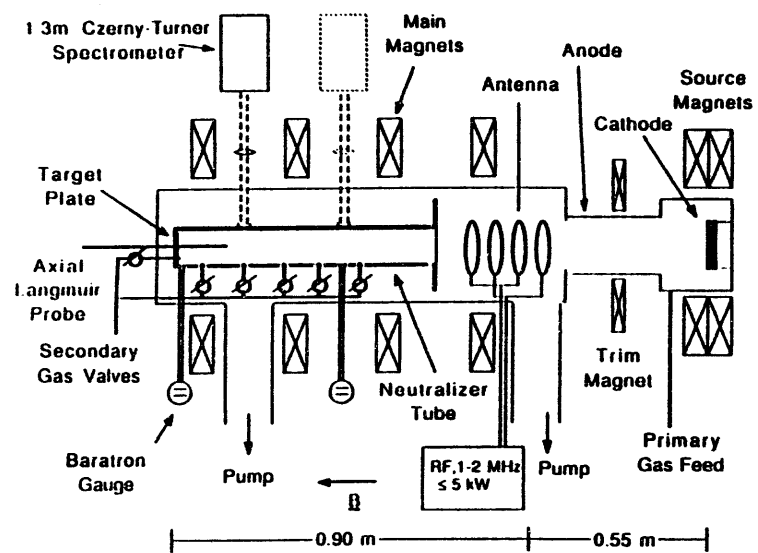 1 3m Czerny-Turner
Spectrometer
Main
Magnets
Antenna
Anode
Source
Magnets
Cathode
Target
Plate
Axial
Langmuir
Probe
Secondary
Gas Valves
Baratron
Gauge
Pump
B
Neutralizer
Tube
RF,1-2 MHz
≤ 5 kW
Pump
Trim
Magnet
Primary
Gas Feed
0.90 m
0.55 m